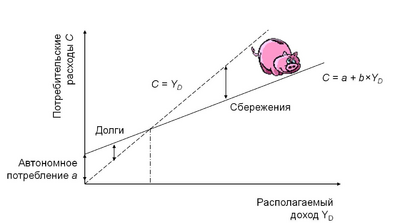 Потребительские
расходы C
C = Y_D
C = a + b×Y_D
Сбережения
Долги
Автономное
потребление a
Располагаемый
доход Y_D